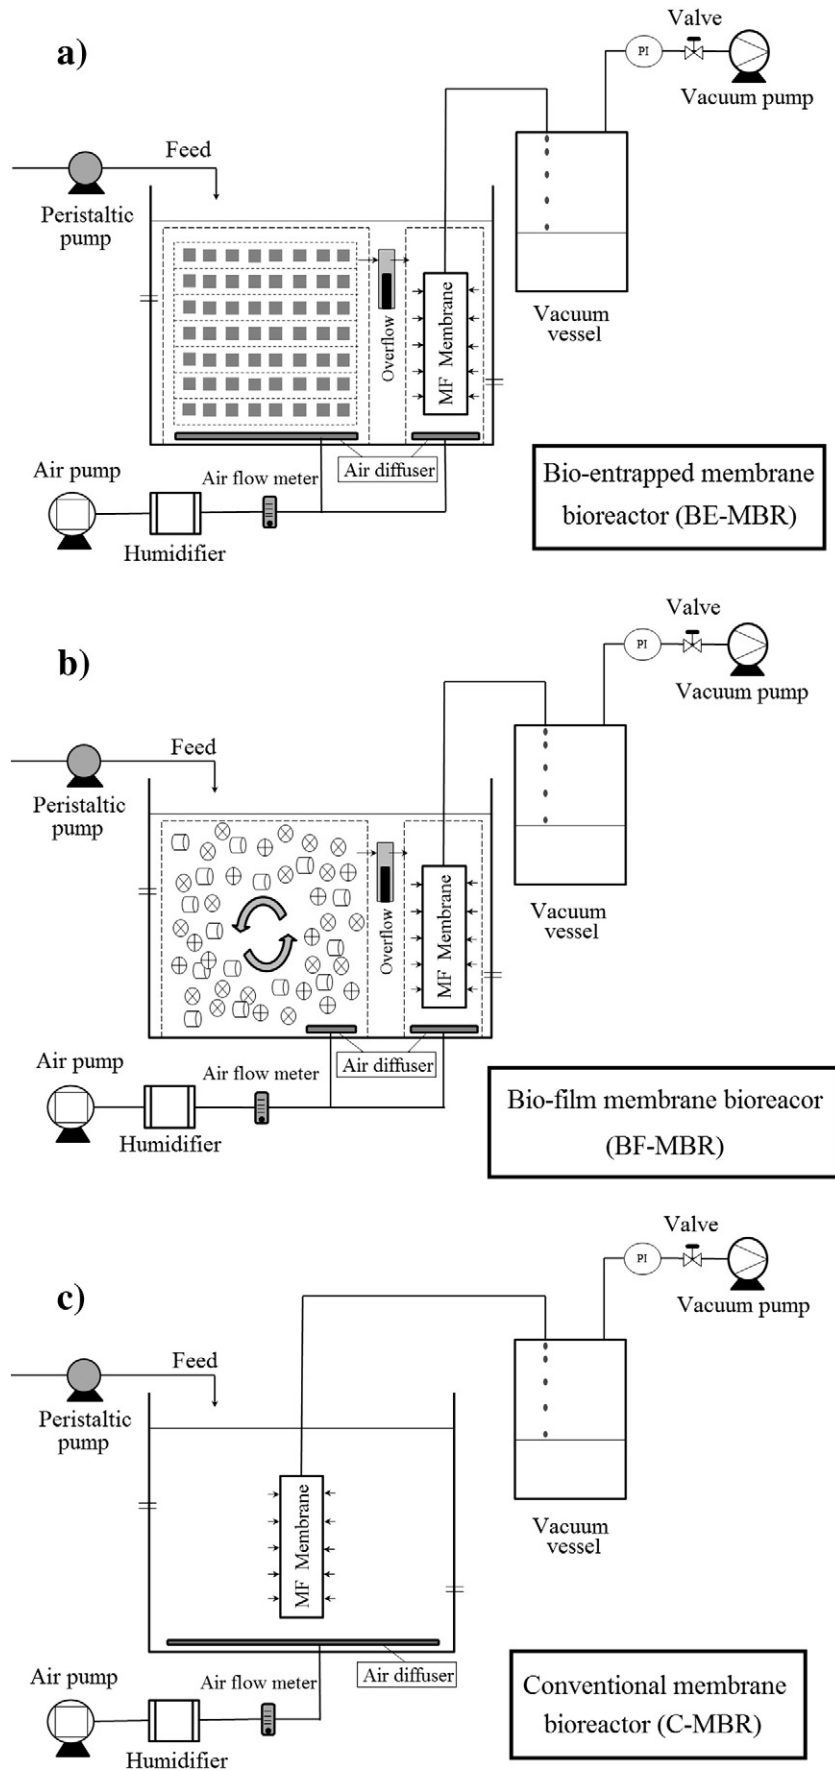 a)
Valve
PI
Vacuum pump
Feed
Peristaltic
pump
Overflow
MF Membrane
Vacuum
vessel
Air diffuser
Air pump
Air flow meter
Humidifier
Bio-entrapped membrane
bioreactor (BE-MBR)
b)
Valve
PI
Vacuum pump
Feed
Peristaltic
pump
Overflow
MF Membrane
Vacuum
vessel
Air diffuser
Air pump
Air flow meter
Humidifier
Bio-film membrane bioreacor
(BF-MBR)
c)
Valve
PI
Vacuum pump
Feed
Peristaltic
pump
MF Membrane
Vacuum
vessel
Air diffuser
Air pump
Air flow meter
Humidifier
Conventional membrane
bioreactor (C-MBR)